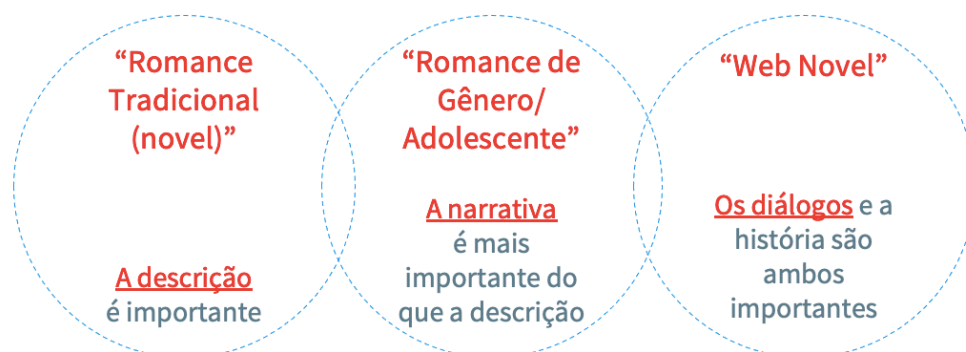 “Romance
Tradicional
(novel)”
A descrição
é importante
“Romance de
Gênero/
Adolescente”
A narrativa
é mais
importante do
que a descrição
“Web Novel”
Os diálogos e a
história são
ambos
importantes